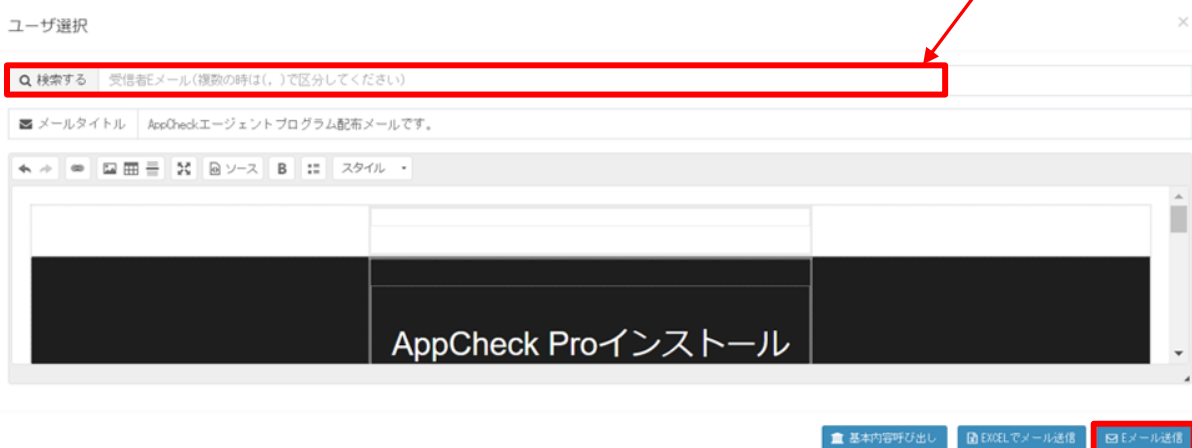 ユーザ選択
×
検索する 受信者Eメール(複数の時は(, )で区分してください)
メールタイトル AppCheckエージェントプログラム配布メールです。
ソース B スタイル
AppCheck Proインストール
基本内容呼び出し EXCELでメール送信 Eメール送信